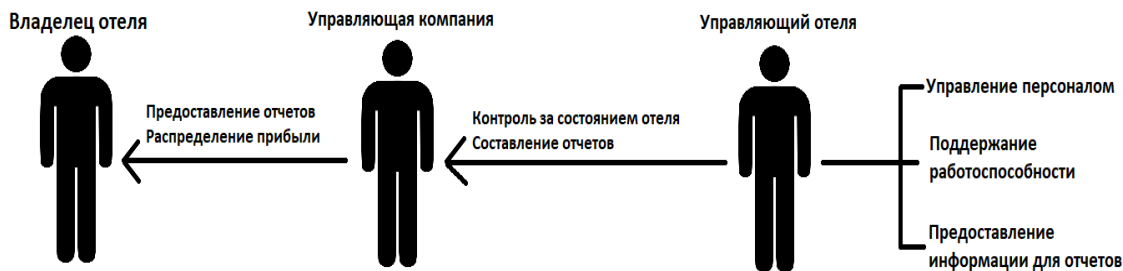 Владелец отеля
Управляющая компания
Управляющий отеля
Предоставление отчетов
Распределение прибыли
Контроль за состоянием отеля
Составление отчетов
Управление персоналом
Поддержание
работоспособности
Предоставление
информации для отчетов